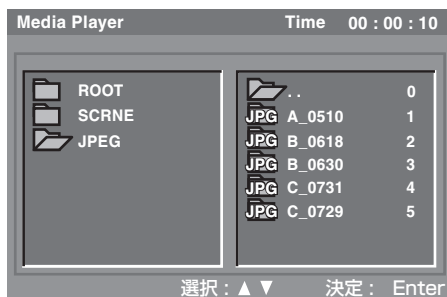 Media Player Time 00 : 00 : 10
ROOT
SCRNE
JPEG
. . 0
JPG A_0510 1
JPG B_0618 2
JPG B_0630 3
JPG C_0731 4
JPG C_0729 5
選択 : ▲ ▼ 決定 : Enter